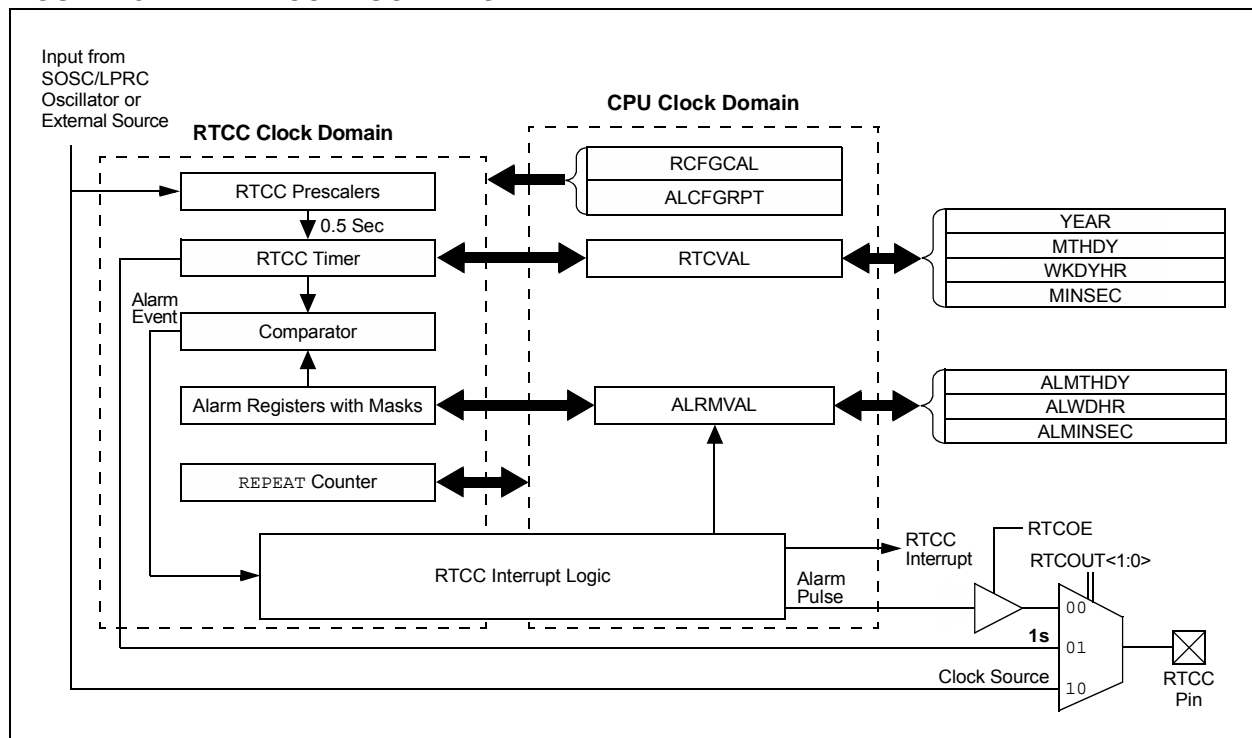 Input from
SOSC/LPRC
Oscillator or
External Source
RTCC Clock Domain
CPU Clock Domain
RTCC Prescalers
0.5 Sec
RTCC Timer
Alarm
Event
Comparator
Alarm Registers with Masks
REPEAT Counter
RCFGCAL
ALCFGRPT
RTCVAL
YEAR
MTHDY
WKDYHR
MINSEC
ALRMVAL
ALMTHDY
ALWDHR
ALMINSEC
RTCC Interrupt Logic
RTCC
Interrupt
Alarm
Pulse
RTCOE
RTCOUT<1:0>
00
1s
01
Clock Source
10
RTCC
Pin